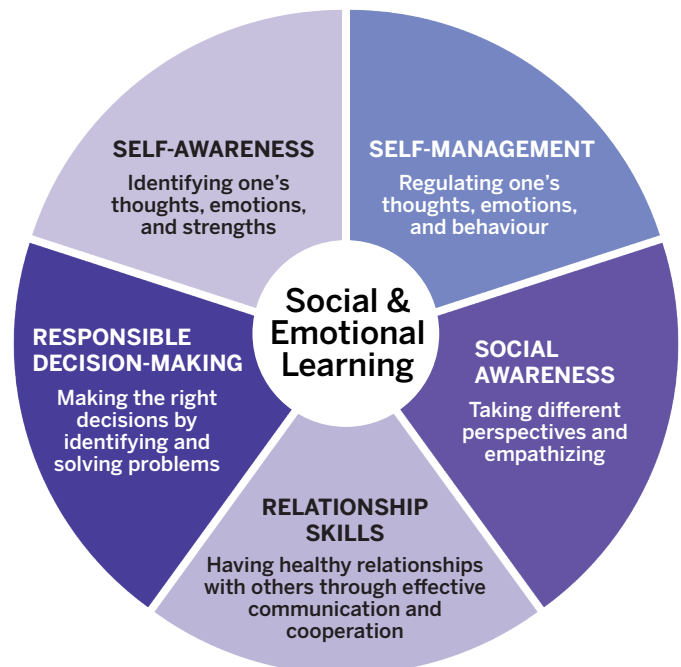 SELF-AWARENESS
Identifying one's
thoughts, emotions,
and strengths
SELF-MANAGEMENT
Regulating one's
thoughts, emotions,
and behaviour
Social &
Emotional
Learning
RESPONSIBLE
DECISION-MAKING
Making the right
decisions by
identifying and
solving problems
SOCIAL
AWARENESS
Taking different
perspectives and
empathizing
RELATIONSHIP
SKILLS
Having healthy relationships
with others through effective
communication and
cooperation